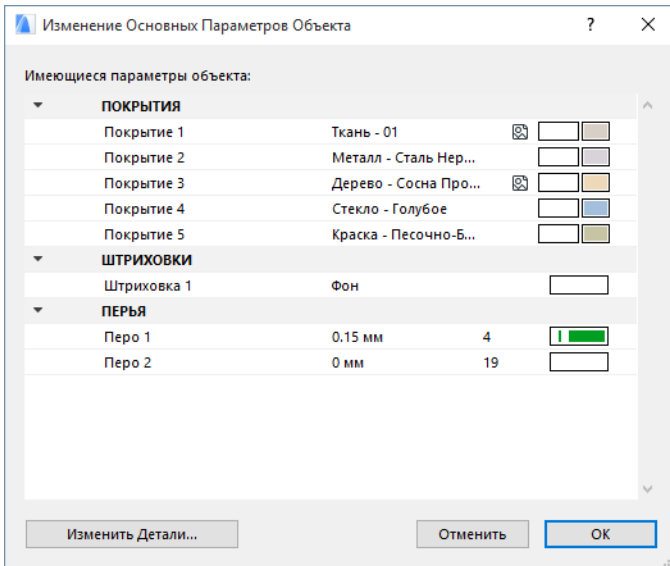 Изменение Основных Параметров Объекта ?
Имеющиеся параметры объекта:
ПОКРЫТИЯ
Покрытие 1 Ткань - 01
Покрытие 2 Металл - Сталь Нер...
Покрытие 3 Дерево - Сосна Про...
Покрытие 4 Стекло - Голубое
Покрытие 5 Краска - Песочно-Б...
ШТРИХОВКИ
Штриховка 1 Фон
ПЕРЬЯ
Перо 1 0.15 мм 4
Перо 2 0 мм 19
Изменить Детали... Отменить OK